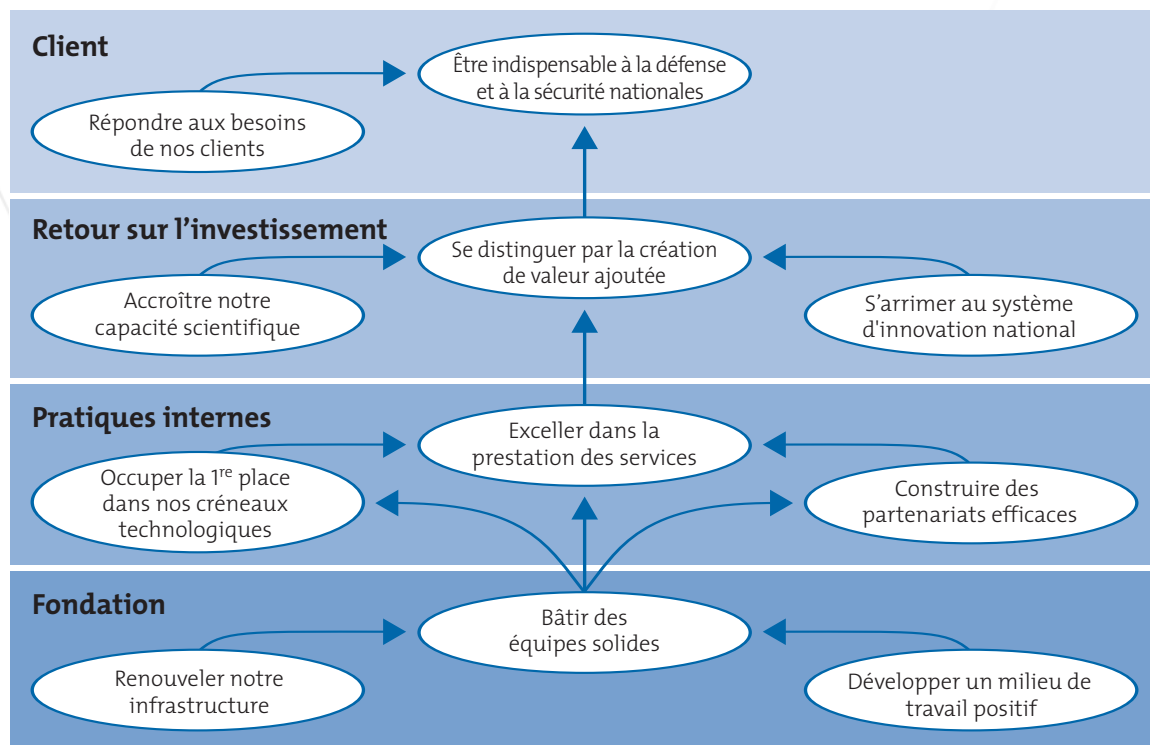 Client
Être indispensable à la défense
et à la sécurité nationales
Répondre aux besoins
de nos clients
Retour sur l'investissement
Se distinguer par la création
de valeur ajoutée
Accroître notre
capacité scientifique
S'arrimer au système
d'innovation national
Pratiques internes
Exceller dans la
prestation des services
Occuper la 1re place
dans nos créneaux
technologiques
Construire des
partenariats efficaces
Fondation
Bâtir des
équipes solides
Renouveler notre
infrastructure
Développer un milieu de
travail positif